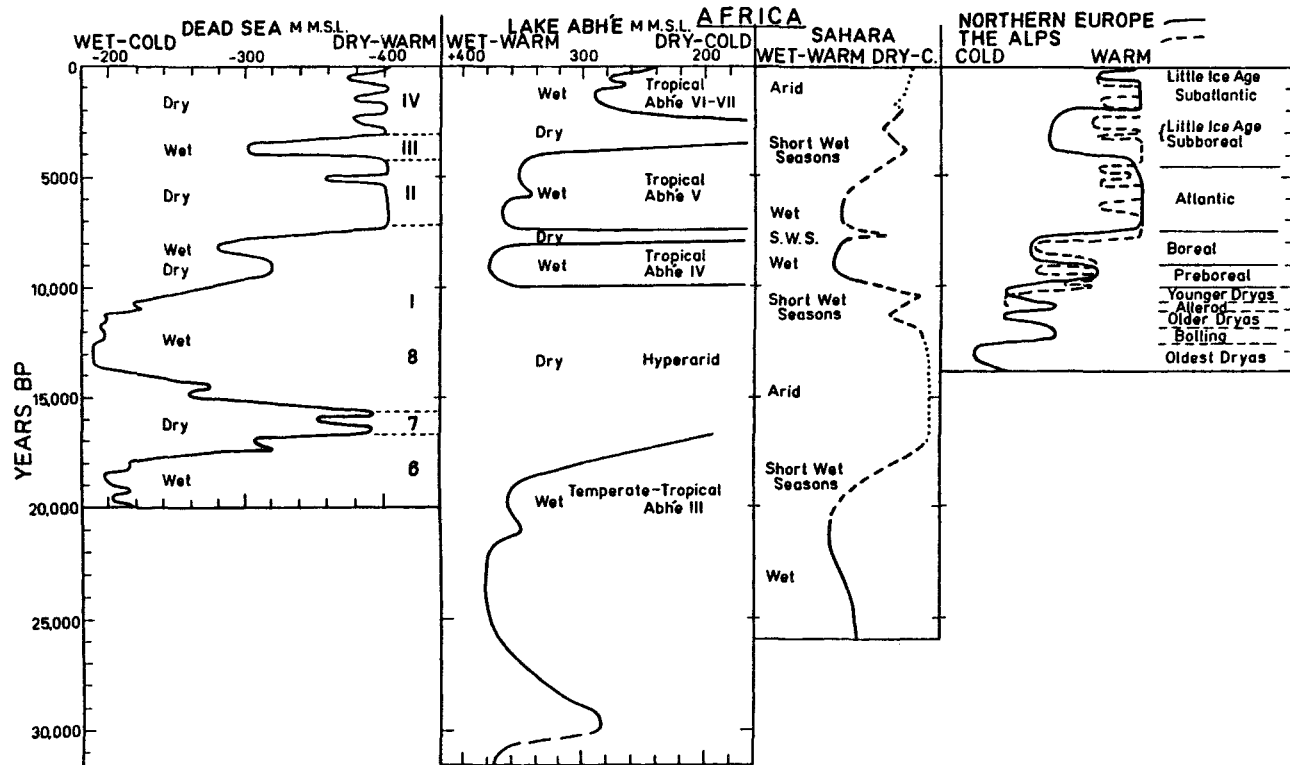 AFRICA
DEAD SEA M M.S.L.
WET-COLD DRY-WARM
-200 -300 -400
LAKE ABHÉ M M.S.L.
WET-WARM DRY-COLD
+400 300 200
SAHARA
WET-WARM DRY-C.
NORTHERN EUROPE
THE ALPS
COLD WARM
YEARS BP
0
5000
10,000
15,000
20,000
25,000
30,000
Dry
Wet
Dry
Wet
Dry
Wet
Dry
Wet
IV
III
II
I
8
7
6
Wet Tropical
Abhé VI-VII
Dry
Wet Tropical
Abhé V
Dry
Wet Tropical
Abhé IV
Dry Hyperarid
Wet Temperate-Tropical
Abhé III
Arid
Short Wet
Seasons
Wet
S.W.S.
Wet
Short Wet
Seasons
Arid
Short Wet
Seasons
Wet
Little Ice Age
Subatlantic
{Little Ice Age
Subboreal
Atlantic
Boreal
Preboreal
Younger Dryas
Allerod
Older Dryas
Bolling
Oldest Dryas